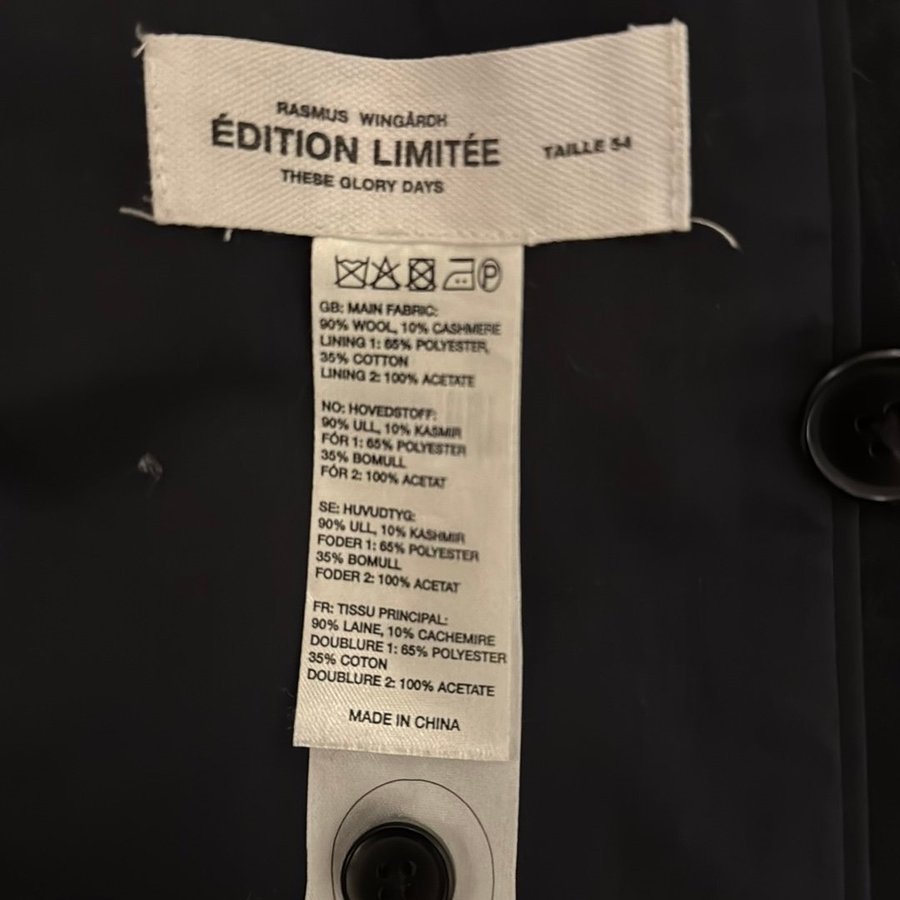 RASMUS WINGÅRDH
ÉDITION LIMITÉE
TAILLE 54
THESE GLORY DAYS
P
GB: MAIN FABRIC:
90% WOOL, 10% CASHMERE
LINING 1: 65% POLYESTER,
35% COTTON
LINING 2: 100% ACETATE
NO: HOVEDSTOFF:
90% ULL, 10% KASMIR
FÓR 1: 65% POLYESTER
35% BOMULL
FÓR 2: 100% ACETAT
SE: HUVUDTYG:
90% ULL, 10% KASHMIR
FODER 1: 65% POLYESTER
35% BOMULL
FODER 2: 100% ACETAT
FR: TISSU PRINCIPAL:
90% LAINE, 10% CACHEMIRE
DOUBLURE 1: 65% POLYESTER
35% COTON
DOUBLURE 2: 100% ACETATE
MADE IN CHINA